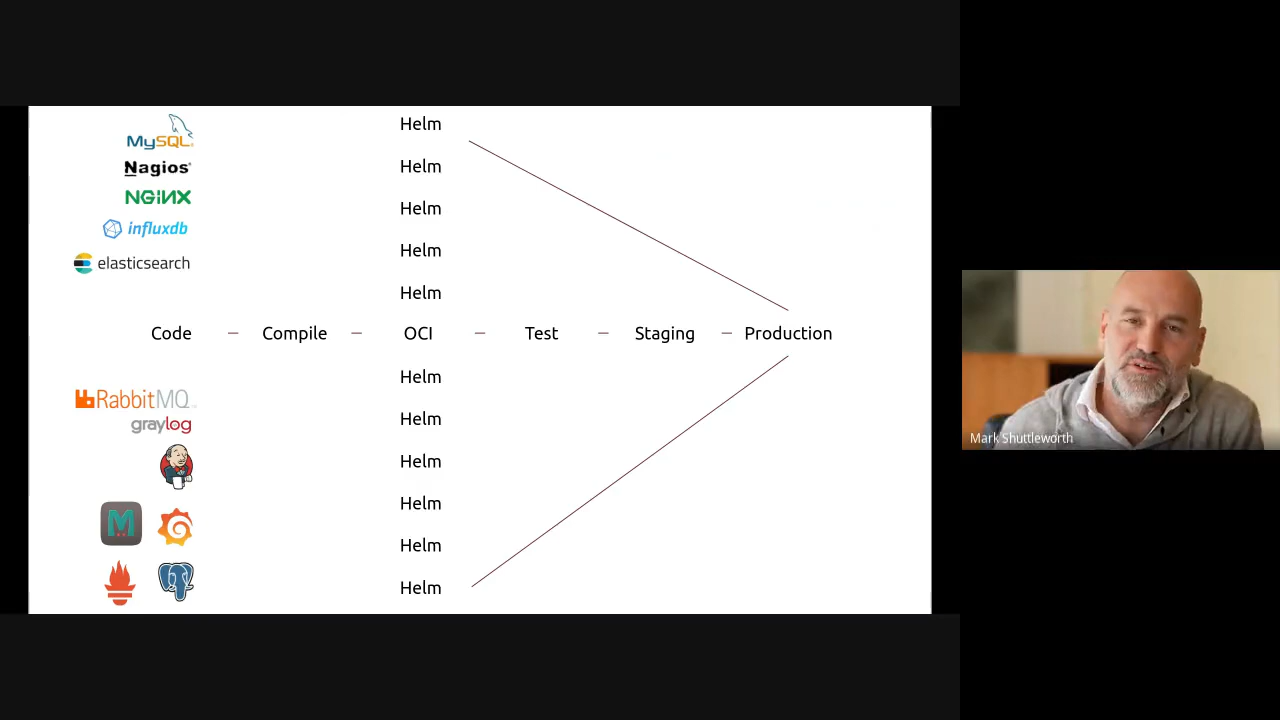 MySQL
Helm
Nagios
Helm
NGINX
Helm
influxdb
Helm
elasticsearch
Helm
Code – Compile – OCI – Test – Staging – Production
Helm
RabbitMQ
Helm
graylog
Helm
Helm
M
Helm
Helm
Mark Shuttleworth